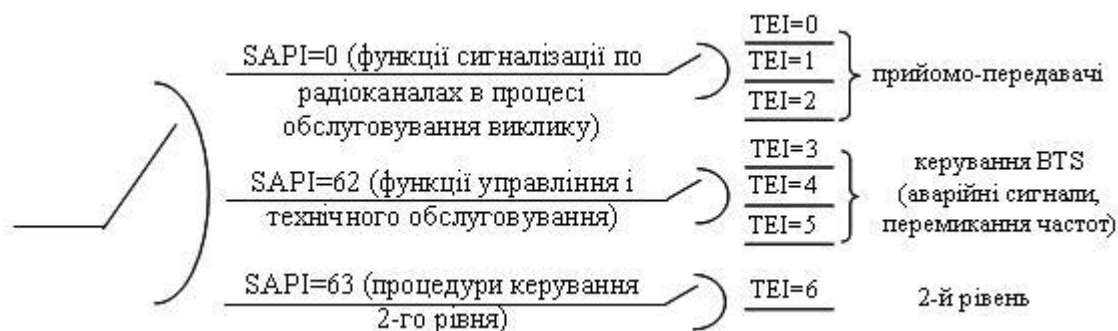 SAPI=0 (функції сигналізації по
радіоканалах в процесі
обслуговування виклику)
TEI=0
TEI=1
TEI=2
прийомо-передавачі
SAPI=62 (функції управління і
технічного обслуговування)
TEI=3
TEI=4
TEI=5
керування BTS
(аварійні сигнали,
перемикання частот)
SAPI=63 (процедури керування
2-го рівня)
TEI=6
2-й рівень